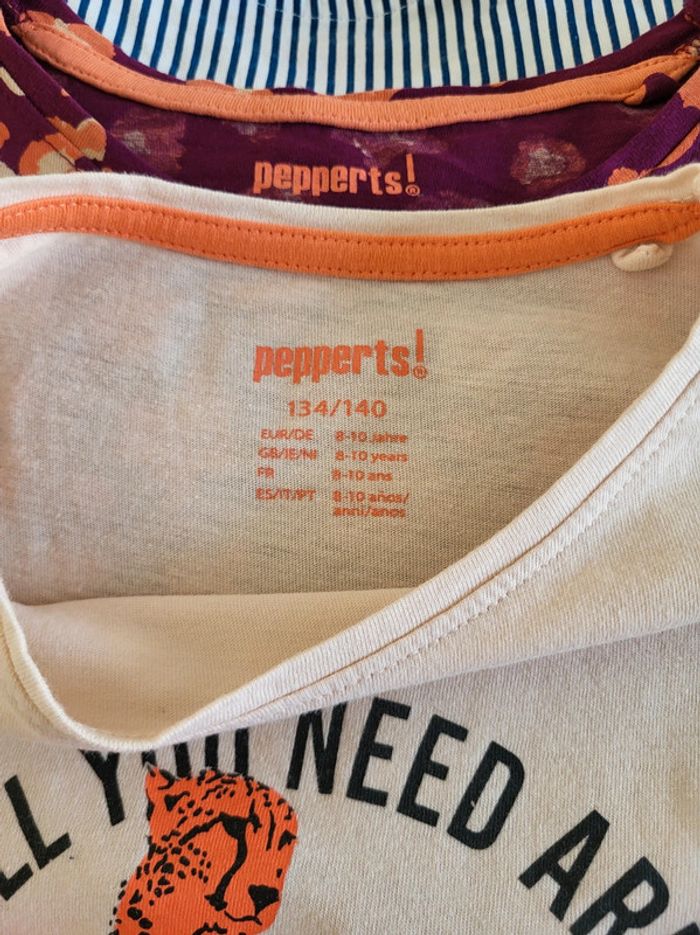 pepperts!
pepperts!®
134/140
EUR/DE 8-10 Jahre
GB/IE/NI 8-10 years
FR 8-10 ans
ES/IT/PT 8-10 años/
anni/anos
LL YOU NEED AR